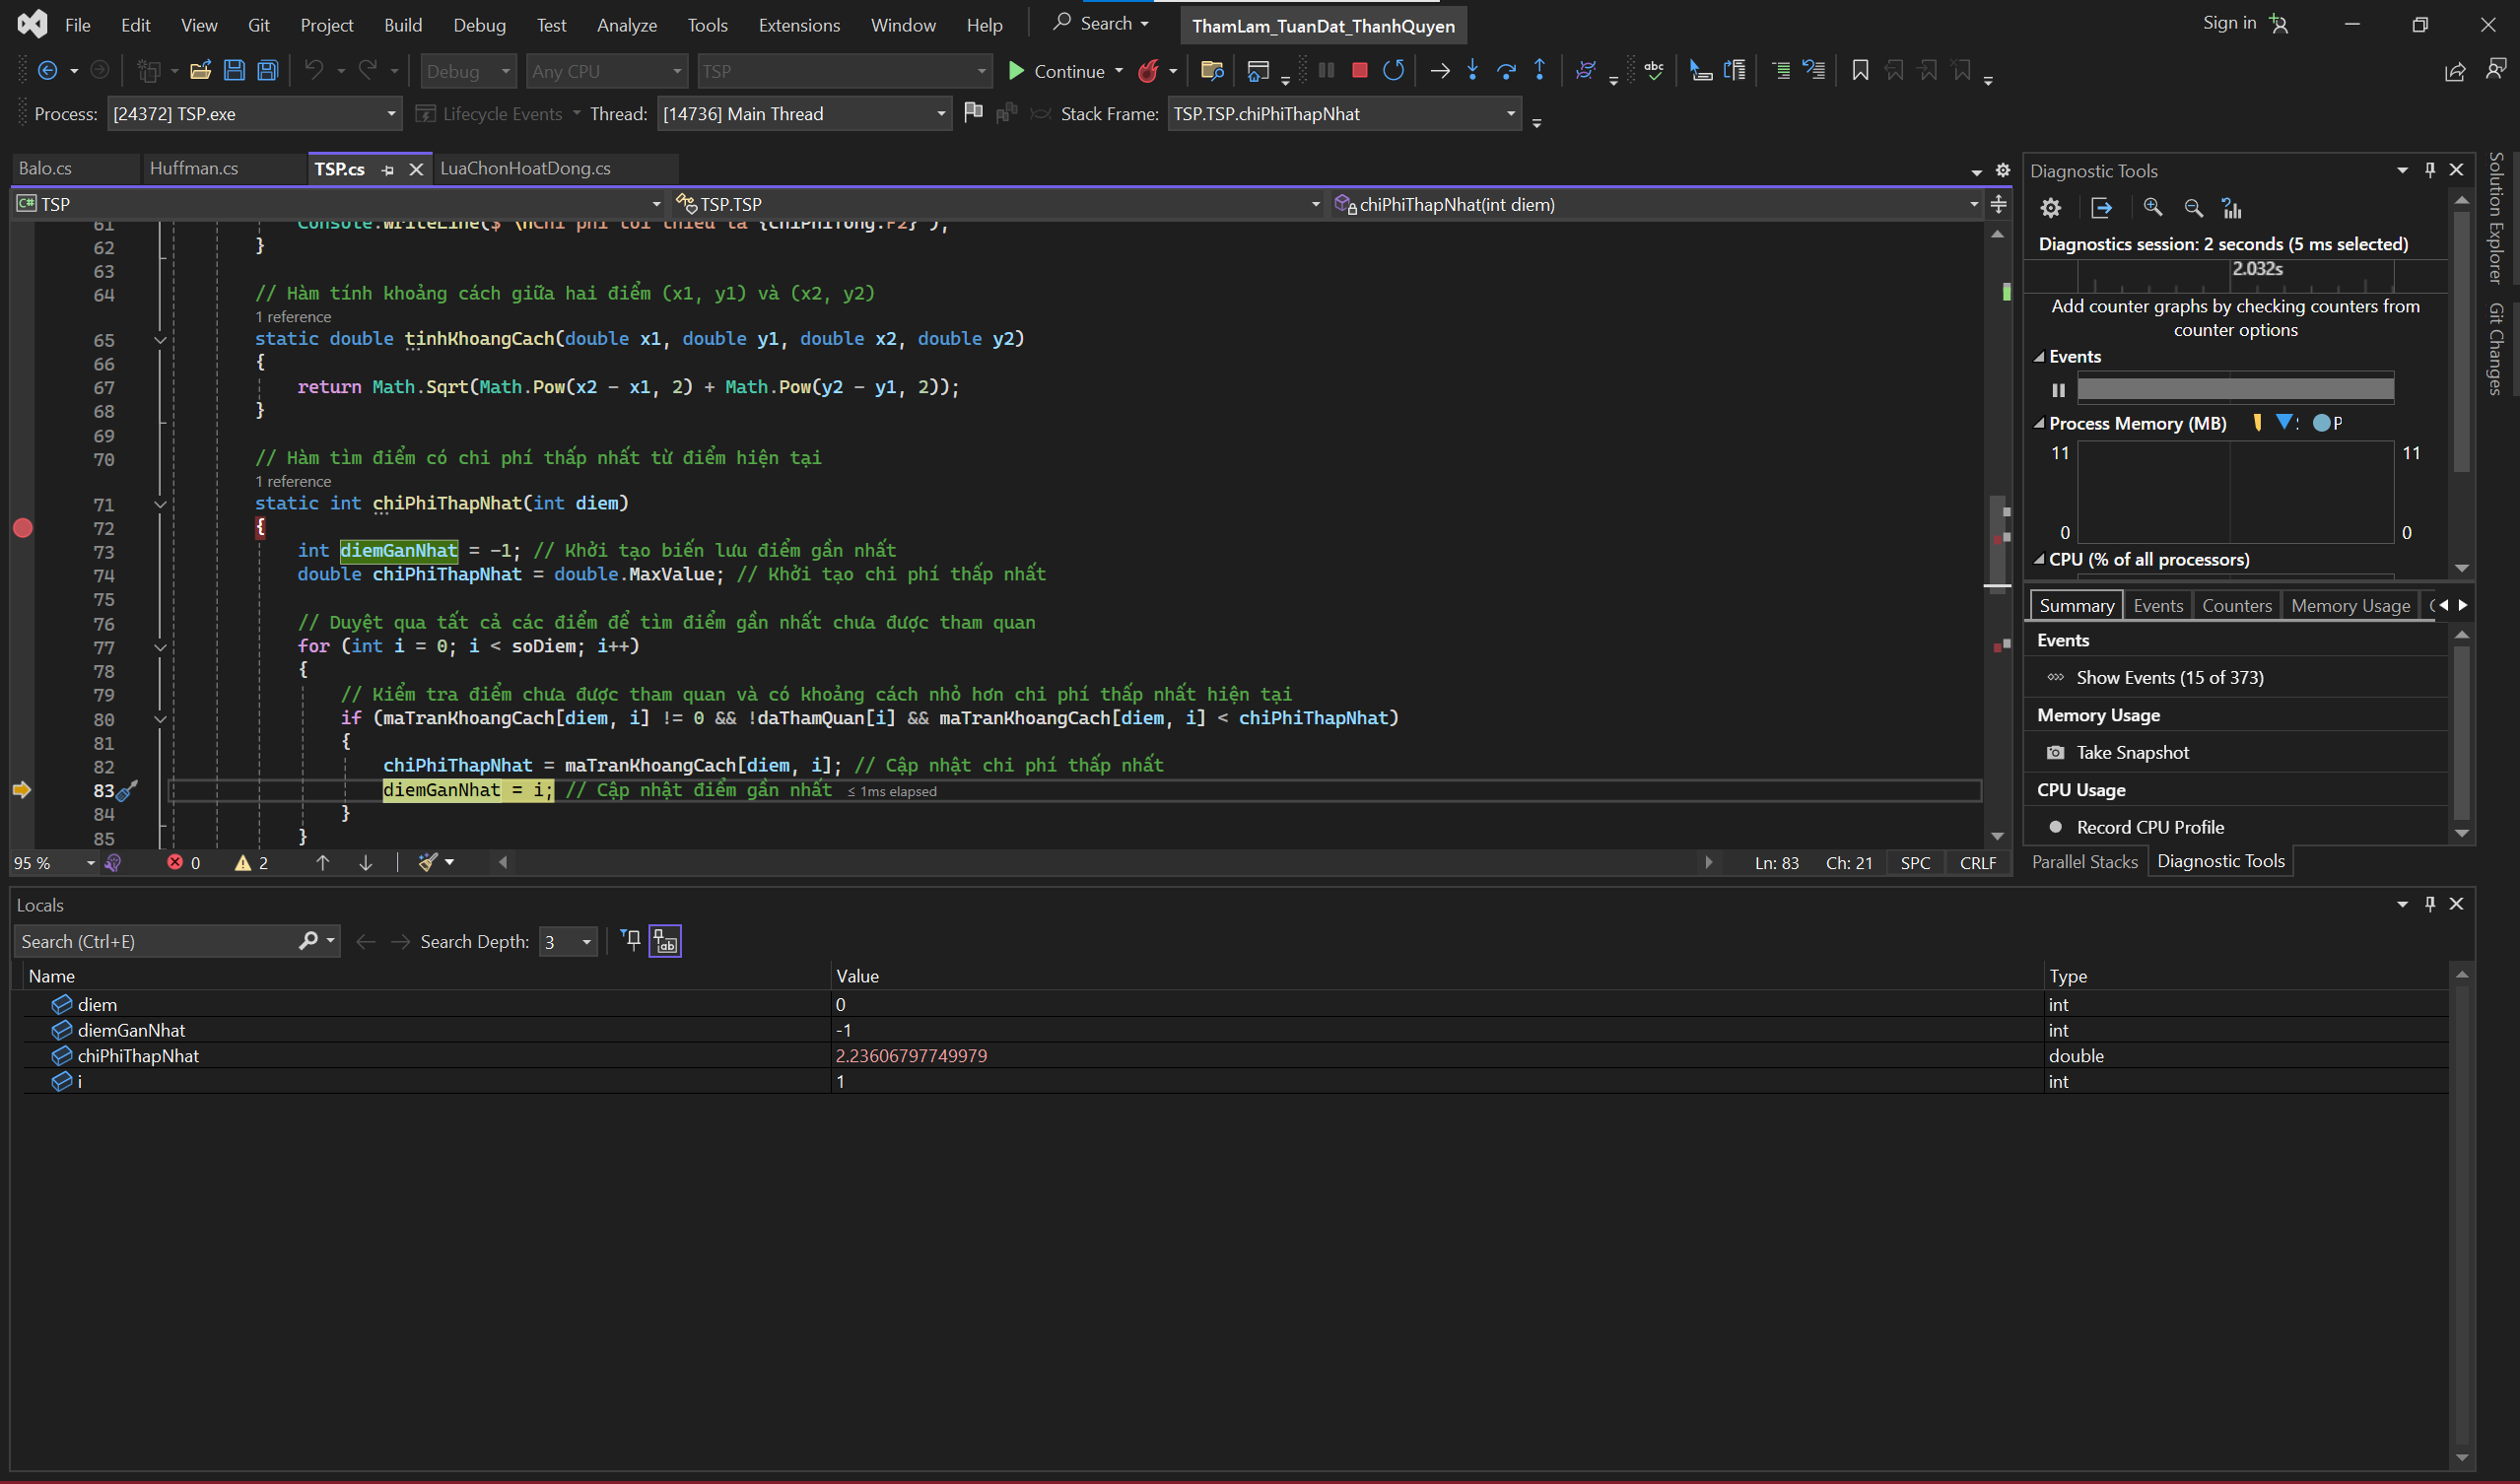 File Edit View Git Project Build Debug Test Analyze Tools Extensions Window Help Search ThamLam_TuanDat_ThanhQuyen Sign in
Debug Any CPU TSP Continue
Process: [24372] TSP.exe Lifecycle Events Thread: [14736] Main Thread Stack Frame: TSP.TSP.chiPhiThapNhat
Balo.cs Huffman.cs TSP.cs LuaChonHoatDong.cs
C# TSP TSP.TSP chiPhiThapNhat(int diem)
61 Console.WriteLine($"\nChi phí tối thiểu là {chiPhiTong:F2}");
62 }
63
64 // Hàm tính khoảng cách giữa hai điểm (x1, y1) và (x2, y2)
1 reference
65 static double tinhKhoangCach(double x1, double y1, double x2, double y2)
66 {
67 return Math.Sqrt(Math.Pow(x2 - x1, 2) + Math.Pow(y2 - y1, 2));
68 }
69
70 // Hàm tìm điểm có chi phí thấp nhất từ điểm hiện tại
1 reference
71 static int chiPhiThapNhat(int diem)
72 {
73 int diemGanNhat = -1; // Khởi tạo biến lưu điểm gần nhất
74 double chiPhiThapNhat = double.MaxValue; // Khởi tạo chi phí thấp nhất
75
76 // Duyệt qua tất cả các điểm để tìm điểm gần nhất chưa được tham quan
77 for (int i = 0; i < soDiem; i++)
78 {
79 // Kiểm tra điểm chưa được tham quan và có khoảng cách nhỏ hơn chi phí thấp nhất hiện tại
80 if (maTranKhoangCach[diem, i] != 0 && !daThamQuan[i] && maTranKhoangCach[diem, i] < chiPhiThapNhat)
81 {
82 chiPhiThapNhat = maTranKhoangCach[diem, i]; // Cập nhật chi phí thấp nhất
83 diemGanNhat = i; // Cập nhật điểm gần nhất ≤ 1ms elapsed
84 }
85 }
95 % 0 2 Ln: 83 Ch: 21 SPC CRLF
Diagnostic Tools
Diagnostics session: 2 seconds (5 ms selected)
2.032s
Add counter graphs by checking counters from
counter options
Events
Process Memory (MB) P
11 11
0 0
CPU (% of all processors)
Summary Events Counters Memory Usage
Events
Show Events (15 of 373)
Memory Usage
Take Snapshot
CPU Usage
Record CPU Profile
Parallel Stacks Diagnostic Tools
Solution Explorer
Git Changes
Locals
Search (Ctrl+E) Search Depth: 3
Name Value Type
diem 0 int
diemGanNhat -1 int
chiPhiThapNhat 2.23606797749979 double
i 1 int